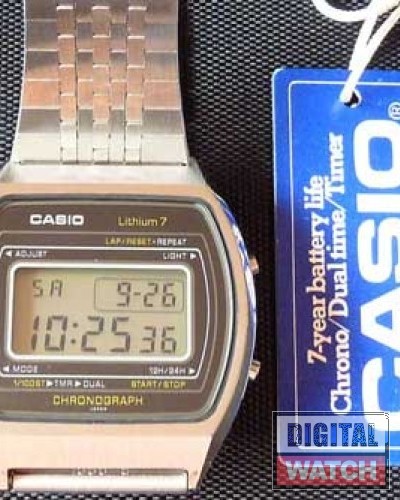 CASIO Lithium 7
LAP/RESET • REPEAT
◄ ADJUST LIGHT ►
SA 9-26
10:25 36
◄ MODE 12H/24H ►
1/100ST ► TMR ► DUAL START/STOP
CHRONOGRAPH
JAPAN
7-year battery life
Chrono/Dual time/Timer
CASIO®
DIGITAL
WATCH